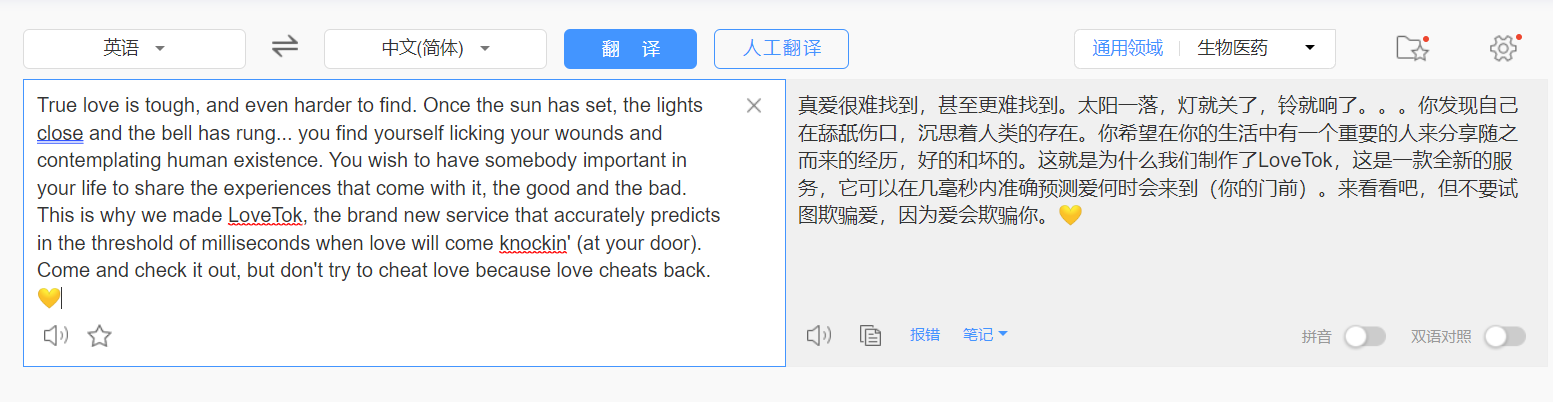 英语
中文(简体)
翻 译
人工翻译
通用领域
生物医药
True love is tough, and even harder to find. Once the sun has set, the lights
close and the bell has rung... you find yourself licking your wounds and
contemplating human existence. You wish to have somebody important in
your life to share the experiences that come with it, the good and the bad.
This is why we made LoveTok, the brand new service that accurately predicts
in the threshold of milliseconds when love will come knockin' (at your door).
Come and check it out, but don't try to cheat love because love cheats back.
💛
真爱很难找到，甚至更难找到。太阳一落，灯就关了，铃就响了。。。你发现自己
在舔舐伤口，沉思着人类的存在。你希望在你的生活中有一个重要的人来分享随之
而来的经历，好的和坏的。这就是为什么我们制作了LoveTok，这是一款全新的服
务，它可以在几毫秒内准确预测爱何时会来到（你的门前）。来看看吧，但不要试
图欺骗爱，因为爱会欺骗你。💛
报错
笔记
拼音
双语对照